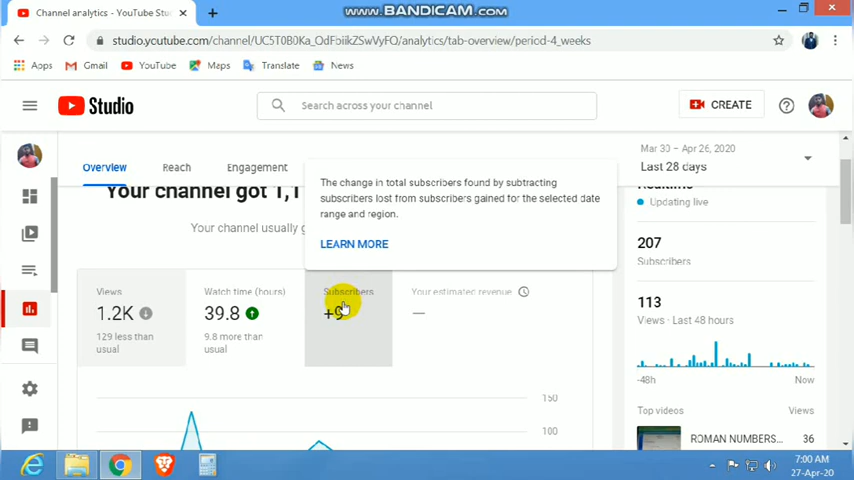 Channel analytics - YouTube Stu
www.BANDICAM.com
studio.youtube.com/channel/UC5T0B0Ka_OdFbiikZSwVyFQ/analytics/tab-overview/period-4_weeks
Apps Gmail YouTube Maps Translate News
Studio
Search across your channel
CREATE
Overview Reach Engagement
Mar 30 – Apr 26, 2020
Last 28 days
Your channel got 1,1
Your channel usually g
The change in total subscribers found by subtracting
subscribers lost from subscribers gained for the selected date
range and region.
LEARN MORE
Views
1.2K
129 less than
usual
Watch time (hours)
39.8
9.8 more than
usual
Subscribers
+9
Your estimated revenue
—
150
100
Realtime
Updating live
207
Subscribers
113
Views · Last 48 hours
-48h Now
Top videos Views
ROMAN NUMBERS... 36
7:00 AM
27-Apr-20